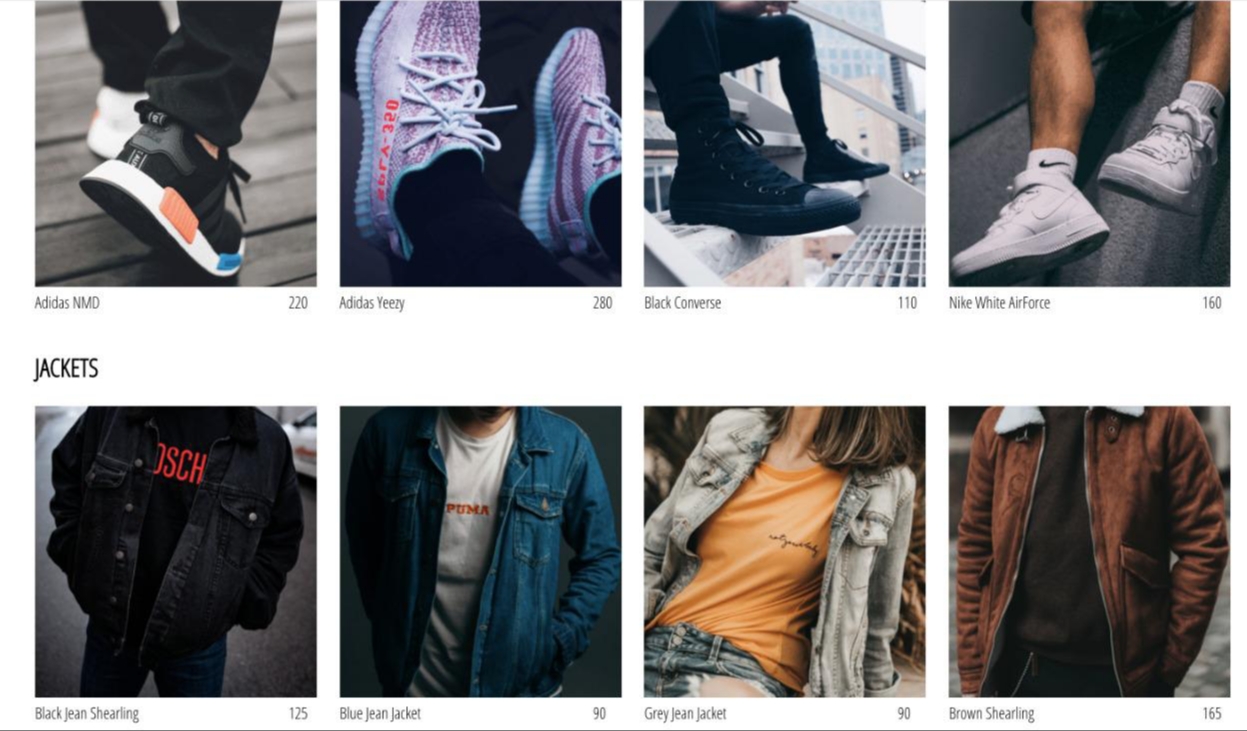 SPLY-350
Adidas NMD 220
Adidas Yeezy 280
Black Converse 110
Nike White AirForce 160
JACKETS
OSCH
PUMA
Black Jean Shearling 125
Blue Jean Jacket 90
Grey Jean Jacket 90
Brown Shearling 165